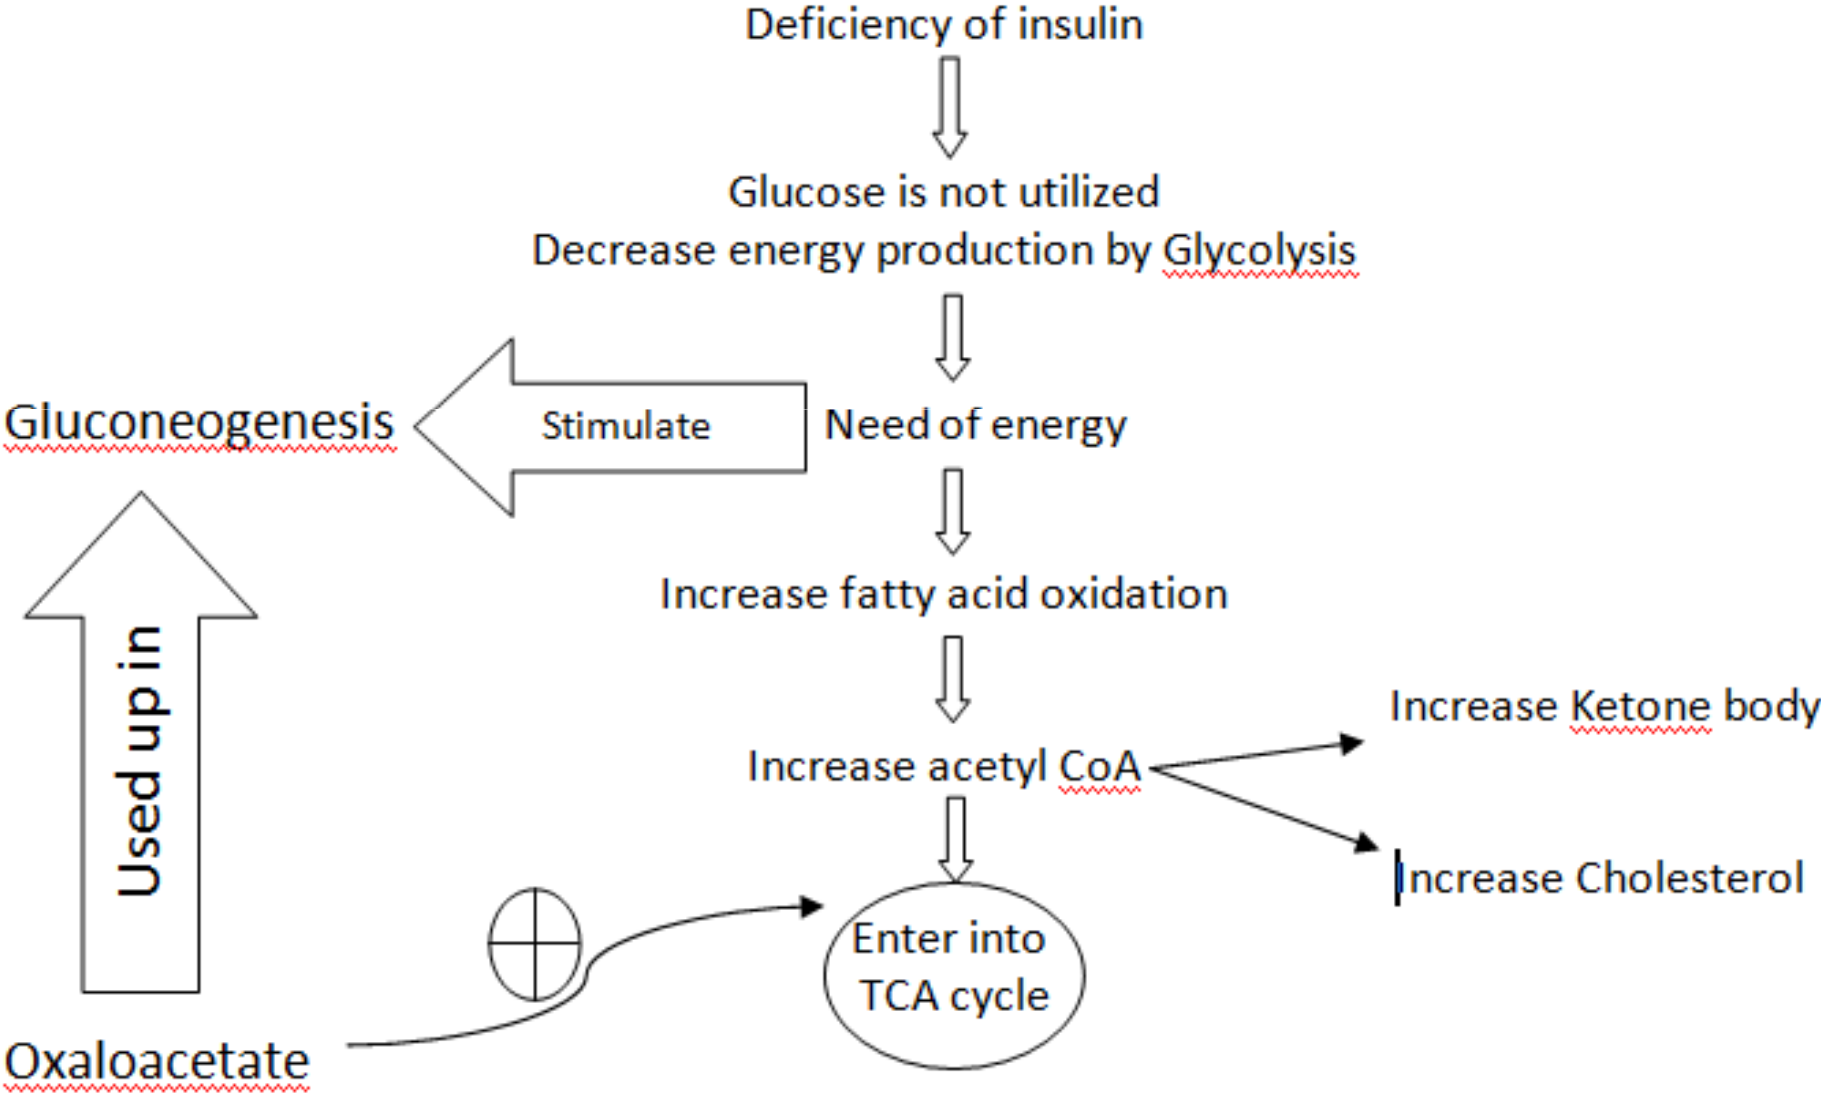 Deficiency of insulin
Glucose is not utilized
Decrease energy production by Glycolysis
Gluconeogenesis
Stimulate
Need of energy
Increase fatty acid oxidation
Used up in
Increase Ketone body
Increase acetyl CoA
Increase Cholesterol
Enter into
TCA cycle
Oxaloacetate